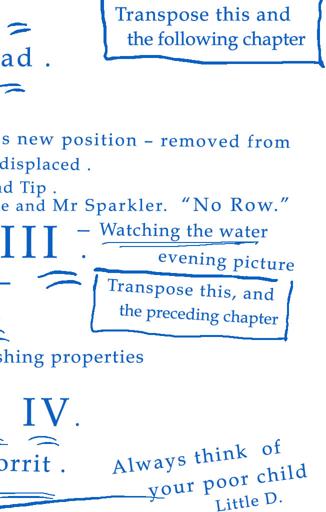 Transpose this and
the following chapter
ad .
s new position – removed from
displaced .
nd Tip .
e and Mr Sparkler. “No Row.”
III . – Watching the water
evening picture
Transpose this, and
the preceding chapter
shing properties
IV.
orrit .
Always think of
your poor child
Little D.